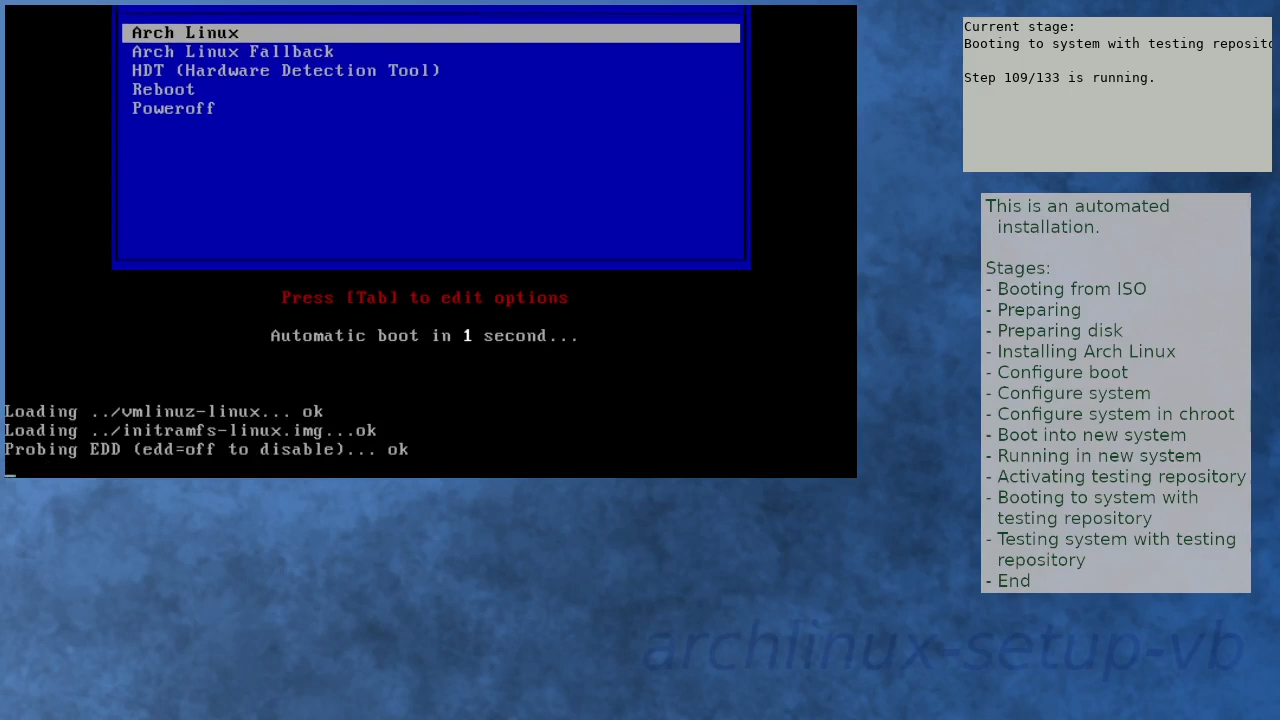 Arch Linux
Arch Linux Fallback
HDT (Hardware Detection Tool)
Reboot
Poweroff
Press [Tab] to edit options
Automatic boot in 1 second...
Loading ../vmlinuz-linux... ok
Loading ../initramfs-linux.img...ok
Probing EDD (edd=off to disable)... ok
_
Current stage:
Booting to system with testing
Step 109/133 is running.
This is an automated
installation.
Stages:
- Booting from ISO
- Preparing
- Preparing disk
- Installing Arch Linux
- Configure boot
- Configure system
- Configure system in chroot
- Boot into new system
- Running in new system
- Activating testing repository
- Booting to system with
testing repository
- Testing system with testing
repository
- End
archlinux-setup-vb